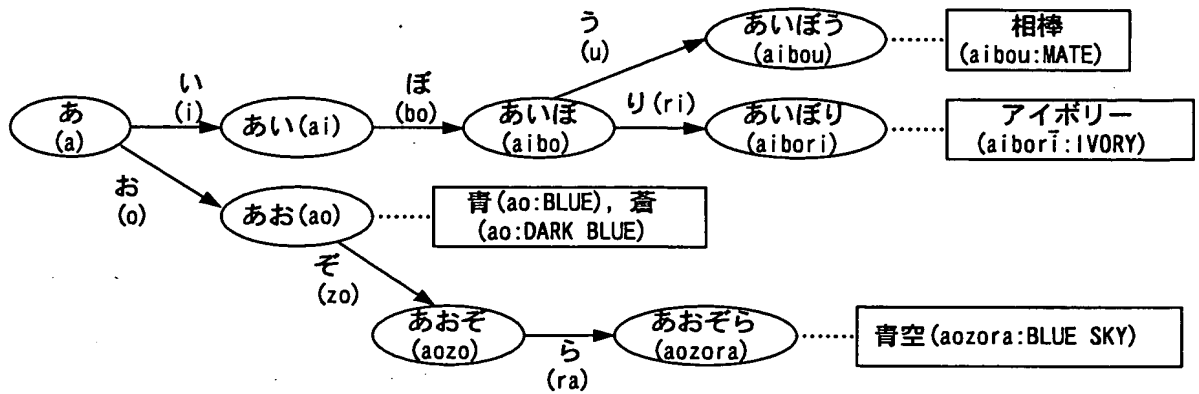 う
(u)
あいぼう
(aibou)
相棒
(aibou:MATE)
い
(i)
ぼ
(bo)
り(ri)
あ
(a)
あい(ai)
あいぼ
(aibo)
あいぼり
(aibori)
アイボリー
(aiborī:IVORY)
お
(o)
あお(ao)
青(ao:BLUE), 蒼
(ao:DARK BLUE)
ぞ
(zo)
あおぞ
(aozo)
ら
(ra)
あおぞら
(aozora)
青空(aozora:BLUE SKY)